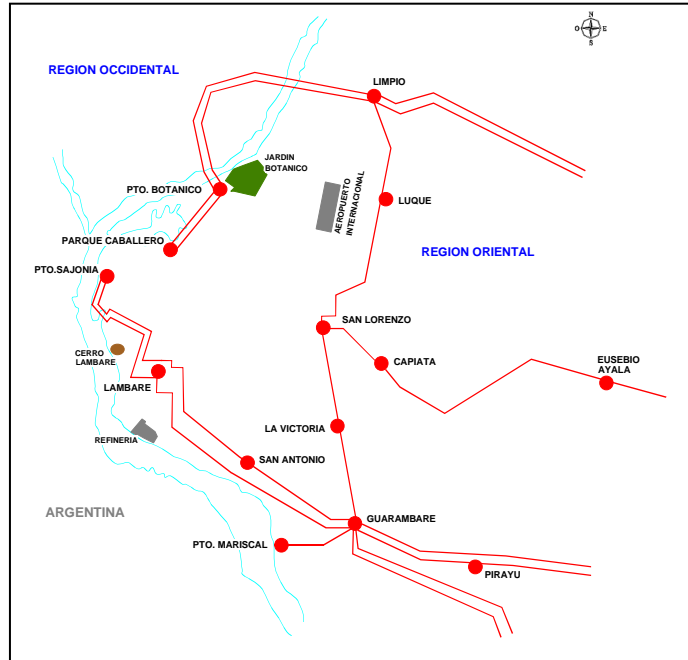 N
O E
S
REGION OCCIDENTAL
LIMPIO
JARDIN
BOTANICO
PTO. BOTANICO
AEROPUERTO
INTERNACIONAL
LUQUE
PARQUE CABALLERO
REGION ORIENTAL
PTO.SAJONIA
SAN LORENZO
CERRO
LAMBARE
CAPIATA
EUSEBIO
AYALA
LAMBARE
LA VICTORIA
REFINERIA
SAN ANTONIO
ARGENTINA
GUARAMBARE
PTO. MARISCAL
PIRAYU